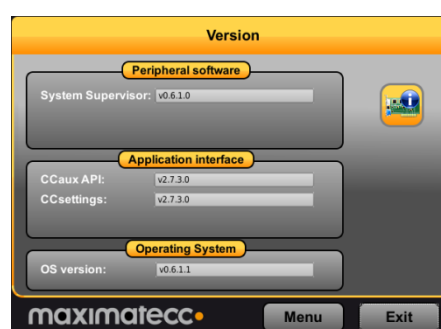 Version
Peripheral software
System Supervisor: v0.6.1.0
Application interface
CCaux API: v2.7.3.0
CCsettings: v2.7.3.0
Operating System
OS version: v0.6.1.1
maximatecc
Menu Exit